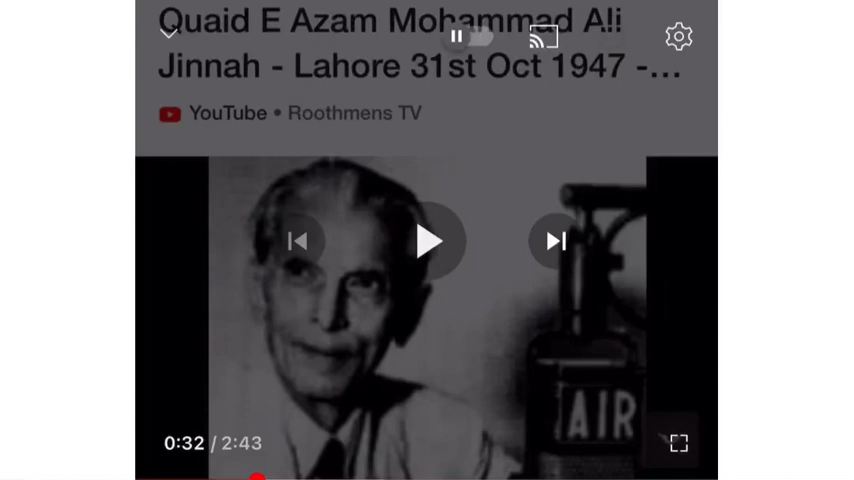 Quaid E Azam Mohammad Ali
Jinnah - Lahore 31st Oct 1947 -...
YouTube • Roothmens TV
AIR
0:32 / 2:43